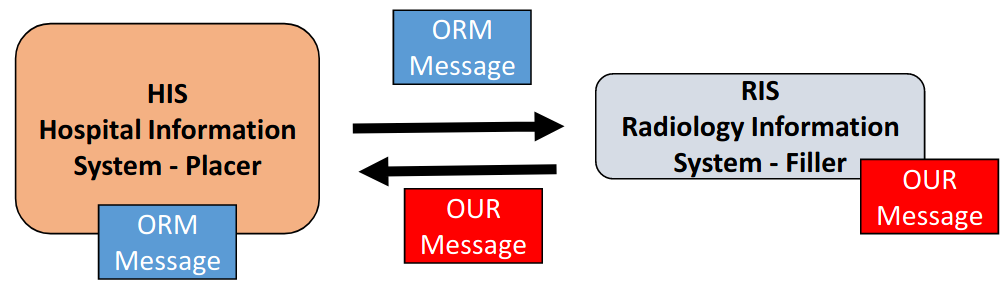 ORM
Message
HIS
Hospital Information
System - Placer
RIS
Radiology Information
System - Filler
OUR
Message
OUR
Message
ORM
Message